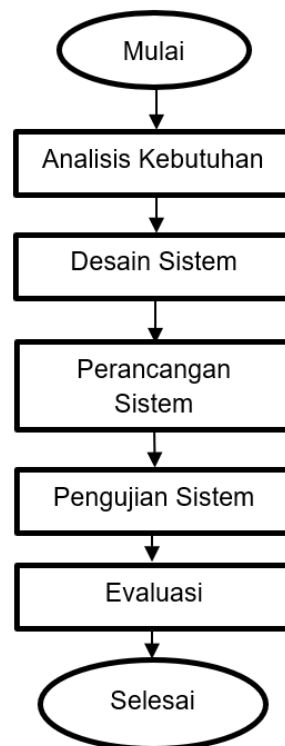 Mulai
Analisis Kebutuhan
Desain Sistem
Perancangan
Sistem
Pengujian Sistem
Evaluasi
Selesai